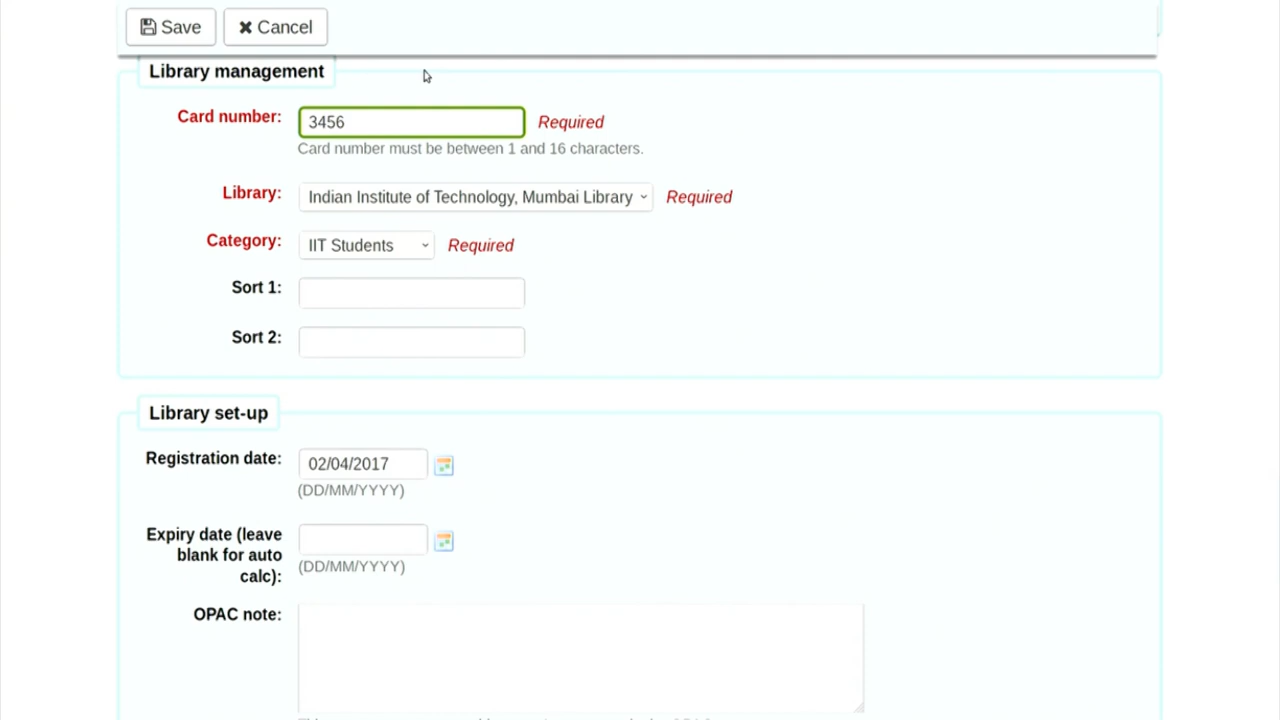 Save Cancel
Library management
Card number: 3456 Required
Card number must be between 1 and 16 characters.
Library: Indian Institute of Technology, Mumbai Library Required
Category: IIT Students Required
Sort 1:
Sort 2:
Library set-up
Registration date: 02/04/2017
(DD/MM/YYYY)
Expiry date (leave
blank for auto
calc):
(DD/MM/YYYY)
OPAC note: